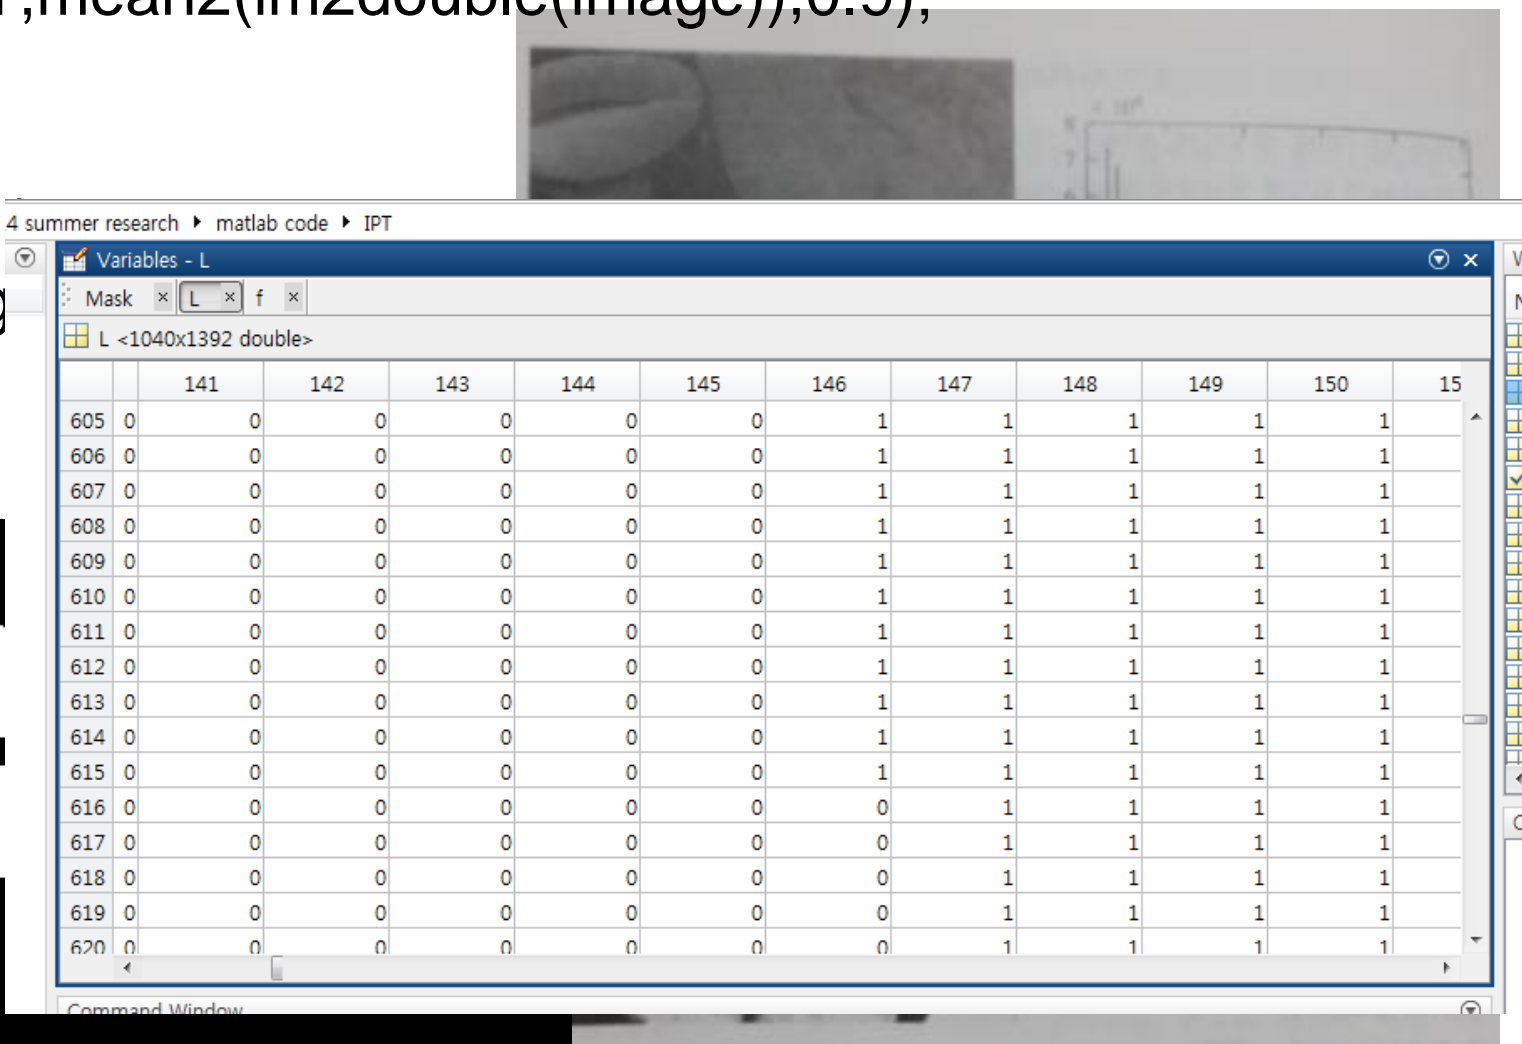 ,mean2(im2double(image)),0.9);
× 10⁴
8
7
6
4 summer research ▸ matlab code ▸ IPT
Variables - L
Mask × L × f ×
L <1040x1392 double>
141 142 143 144 145 146 147 148 149 150 15
605 0 0 0 0 0 0 1 1 1 1 1
606 0 0 0 0 0 0 1 1 1 1 1
607 0 0 0 0 0 0 1 1 1 1 1
608 0 0 0 0 0 0 1 1 1 1 1
609 0 0 0 0 0 0 1 1 1 1 1
610 0 0 0 0 0 0 1 1 1 1 1
611 0 0 0 0 0 0 1 1 1 1 1
612 0 0 0 0 0 0 1 1 1 1 1
613 0 0 0 0 0 0 1 1 1 1 1
614 0 0 0 0 0 0 1 1 1 1 1
615 0 0 0 0 0 0 1 1 1 1 1
616 0 0 0 0 0 0 0 1 1 1 1
617 0 0 0 0 0 0 0 1 1 1 1
618 0 0 0 0 0 0 0 1 1 1 1
619 0 0 0 0 0 0 0 1 1 1 1
620 0 0 0 0 0 0 0 1 1 1 1
Command Window